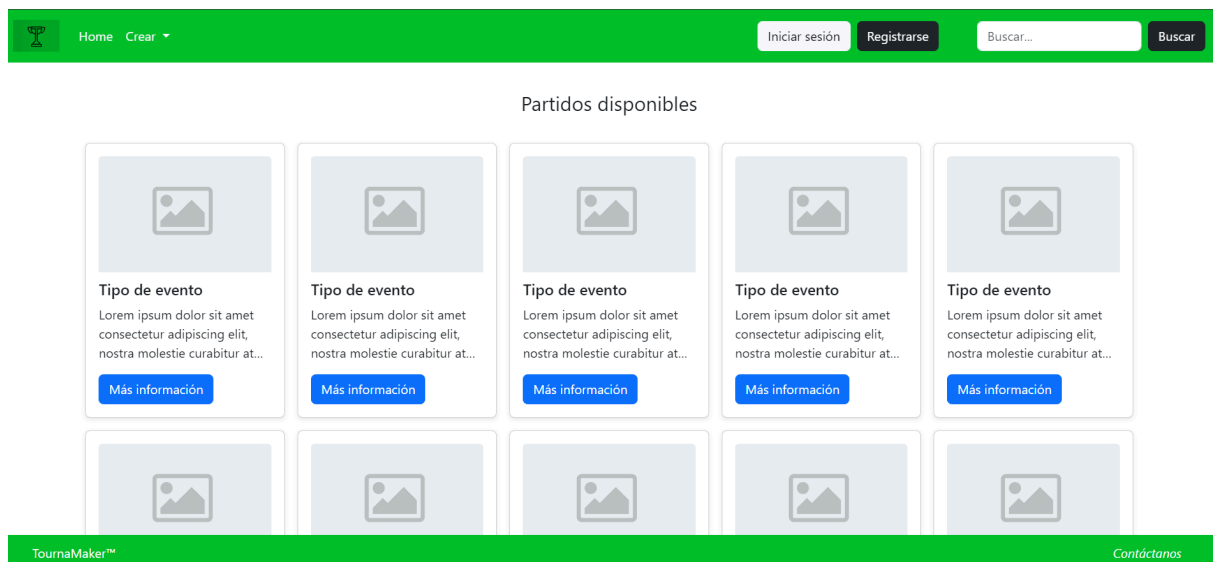 Home Crear Iniciar sesión Registrarse Buscar... Buscar
Partidos disponibles
Tipo de evento
Lorem ipsum dolor sit amet
consectetur adipiscing elit,
nostra molestie curabitur at...
Más información
Tipo de evento
Lorem ipsum dolor sit amet
consectetur adipiscing elit,
nostra molestie curabitur at...
Más información
Tipo de evento
Lorem ipsum dolor sit amet
consectetur adipiscing elit,
nostra molestie curabitur at...
Más información
Tipo de evento
Lorem ipsum dolor sit amet
consectetur adipiscing elit,
nostra molestie curabitur at...
Más información
Tipo de evento
Lorem ipsum dolor sit amet
consectetur adipiscing elit,
nostra molestie curabitur at...
Más información
TournaMaker™ Contáctanos